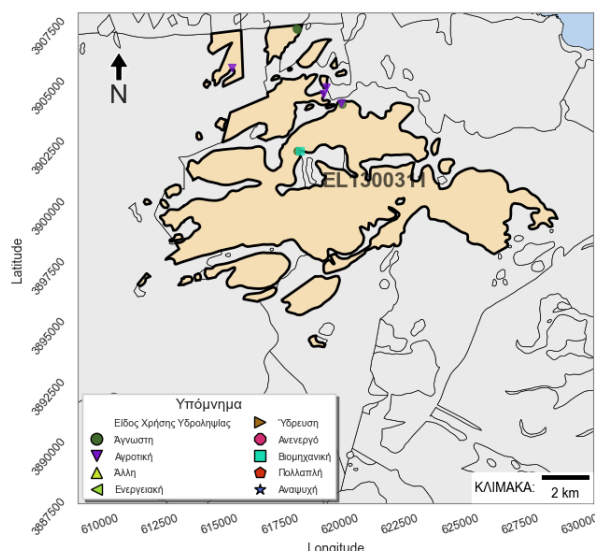 3907500
3905000
3902500
3900000
3897500
3895000
3892500
3890000
3887500
Latitude
N
EL1300311
Υπόμνημα
Είδος Χρήσης Υδροληψίας
Άγνωστη
Αγροτική
Άλλη
Ενεργειακή
Ύδρευση
Ανενεργό
Βιομηχανική
Πολλαπλή
Αναψυχή
ΚΛΙΜΑΚΑ:
2 km
610000 612500 615000 617500 620000 622500 625000 627500 630000
Longitude